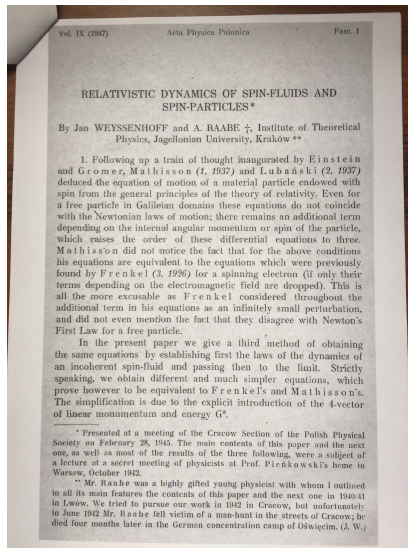 Vol. IX (1947) Acta Physica Polonica Fasc. 1
RELATIVISTIC DYNAMICS OF SPIN-FLUIDS AND
SPIN-PARTICLES*
By Jan WEYSSENHOFF and A. RAABE †, Institute of Theoretical
Physics, Jagellonian University, Kraków **
1. Following up a train of thought inaugurated by Einstein
and Gromer, Mathisson (1, 1937) and Lubański (2, 1937)
deduced the equation of motion of a material particle endowed with
spin from the general principles of the theory of relativity. Even for
a free particle in Galileian domains these equations do not coincide
with the Newtonian laws of motion; there remains an additional term
depending on the internal angular momentum or spin of the particle,
which raises the order of these differential equations to three.
Mathisson did not notice the fact that for the above conditions
his equations are equivalent to the equations which were previously
found by Frenkel (3, 1926) for a spinning electron (if only their
terms depending on the electromagnetic field are dropped). This is
all the more excusable as Frenkel considered throughout the
additional term in his equations as an infinitely small perturbation,
and did not even mention the fact that they disagree with Newton's
First Law for a free particle.
In the present paper we give a third method of obtaining
the same equations by establishing first the laws of the dynamics of
an incoherent spin-fluid and passing then to the limit. Strictly
speaking, we obtain different and much simpler equations, which
prove however to be equivalent to Frenkel's and Mathisson's.
The simplification is due to the explicit introduction of the 4-vector
of linear monumentum and energy
* Presented at a meeting of the Cracow Section of the Polish Physical
Society on February 28, 1945. The main contents of this paper and the next
one, as well as most of the results of the three following, were a subject of
a lecture at a secret meeting of physicists at Prof. Pieńkowski's home in
Warsaw, October 1942.
** Mr. Raabe was a highly gifted young physicist with whom I outlined
in all its main features the contents of this paper and the next one in 1940/41
in Lwów. We tried to pursue our work in 1942 in Cracow, but unfortunately
in June 1942 Mr. Raabe fell victim of a man-hunt in the streets of Cracow; he
died four months later in the German concentration camp of Oświęcim. (J. W.)